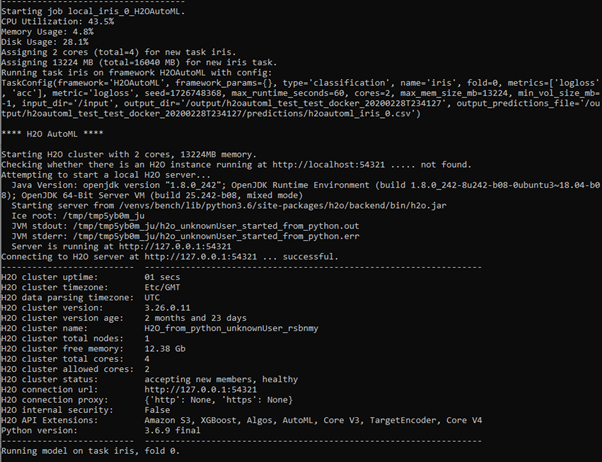 -----------------------------------
Starting job local_iris_0_H2OAutoML.
CPU Utilization: 43.5%
Memory Usage: 4.8%
Disk Usage: 28.1%
Assigning 2 cores (total=4) for new task iris.
Assigning 13224 MB (total=16040 MB) for new iris task.
Running task iris on framework H2OAutoML with config:
TaskConfig(framework='H2OAutoML', framework_params={}, type='classification', name='iris', fold=0, metrics=['logloss'
, 'acc'], metric='logloss', seed=1726748368, max_runtime_seconds=60, cores=2, max_mem_size_mb=13224, min_vol_size_mb=
-1, input_dir='/input', output_dir='/output/h2oautoml_test_test_docker_20200228T234127', output_predictions_file='/ou
tput/h2oautoml_test_test_docker_20200228T234127/predictions/h2oautoml_iris_0.csv')
**** H2O AutoML ****
Starting H2O cluster with 2 cores, 13224MB memory.
Checking whether there is an H2O instance running at http://localhost:54321 ..... not found.
Attempting to start a local H2O server...
Java Version: openjdk version "1.8.0_242"; OpenJDK Runtime Environment (build 1.8.0_242-8u242-b08-0ubuntu3~18.04-b0
8); OpenJDK 64-Bit Server VM (build 25.242-b08, mixed mode)
Starting server from /venvs/bench/lib/python3.6/site-packages/h2o/backend/bin/h2o.jar
Ice root: /tmp/tmp5yb0m_ju
JVM stdout: /tmp/tmp5yb0m_ju/h2o_unknownUser_started_from_python.out
JVM stderr: /tmp/tmp5yb0m_ju/h2o_unknownUser_started_from_python.err
Server is running at http://127.0.0.1:54321
Connecting to H2O server at http://127.0.0.1:54321 ... successful.
-------------------------- ------------------------------------------------------------------
H2O cluster uptime: 01 secs
H2O cluster timezone: Etc/GMT
H2O data parsing timezone: UTC
H2O cluster version: 3.26.0.11
H2O cluster version age: 2 months and 23 days
H2O cluster name: H2O_from_python_unknownUser_rsbnmy
H2O cluster total nodes: 1
H2O cluster free memory: 12.38 Gb
H2O cluster total cores: 4
H2O cluster allowed cores: 2
H2O cluster status: accepting new members, healthy
H2O connection url: http://127.0.0.1:54321
H2O connection proxy: {'http': None, 'https': None}
H2O internal security: False
H2O API Extensions: Amazon S3, XGBoost, Algos, AutoML, Core V3, TargetEncoder, Core V4
Python version: 3.6.9 final
-------------------------- ------------------------------------------------------------------
Running model on task iris, fold 0.